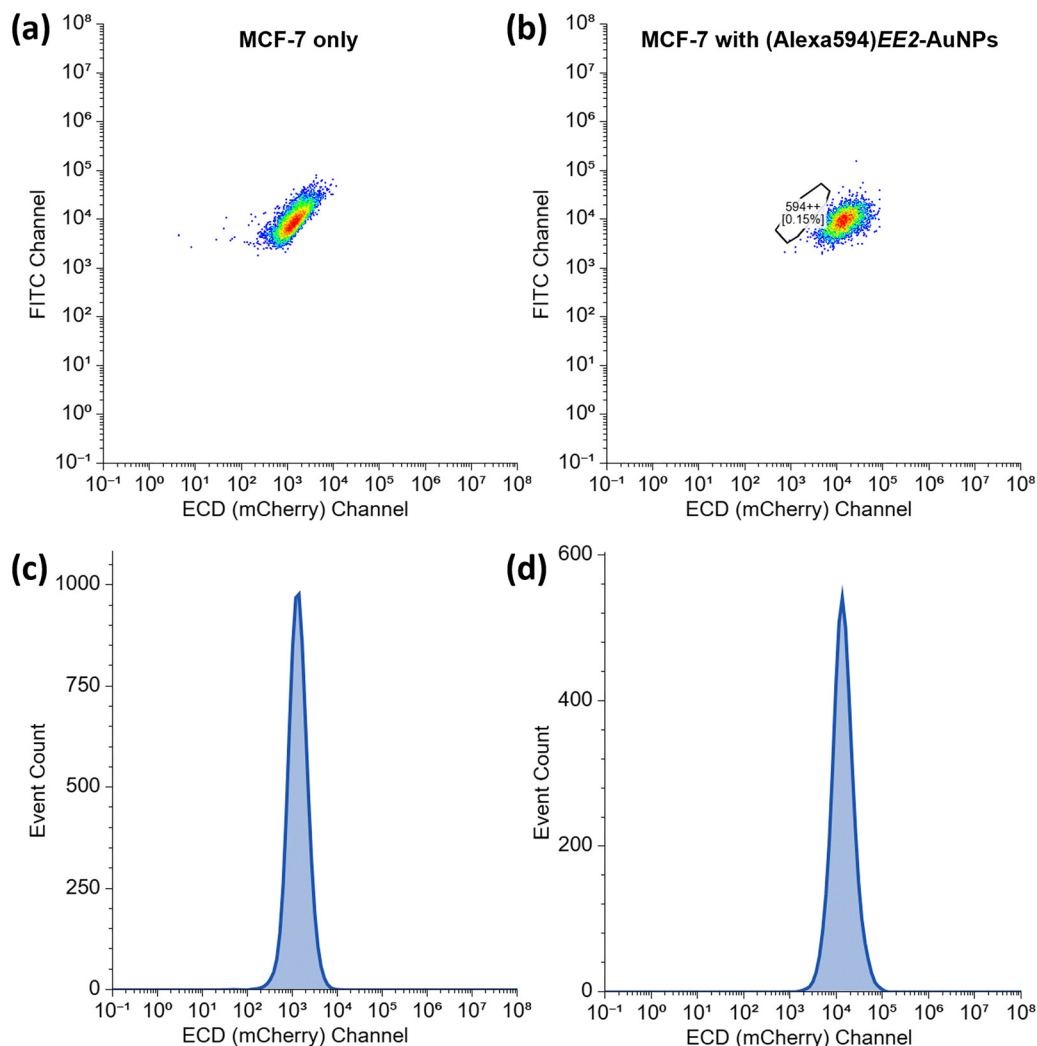 (a)
MCF-7 only
FITC Channel
10⁸
10⁷
10⁶
10⁵
10⁴
10³
10²
10¹
10⁰
10⁻¹
10⁻¹ 10⁰ 10¹ 10² 10³ 10⁴ 10⁵ 10⁶ 10⁷ 10⁸
ECD (mCherry) Channel
(b)
MCF-7 with (Alexa594)EE2-AuNPs
FITC Channel
10⁸
10⁷
10⁶
10⁵
10⁴
10³
10²
10¹
10⁰
10⁻¹
594++
[0.15%]
10⁻¹ 10⁰ 10¹ 10² 10³ 10⁴ 10⁵ 10⁶ 10⁷ 10⁸
ECD (mCherry) Channel
(c)
Event Count
1000
750
500
250
0
10⁻¹ 10⁰ 10¹ 10² 10³ 10⁴ 10⁵ 10⁶ 10⁷ 10⁸
ECD (mCherry) Channel
(d)
Event Count
600
400
200
0
10⁻¹ 10⁰ 10¹ 10² 10³ 10⁴ 10⁵ 10⁶ 10⁷ 10⁸
ECD (mCherry) Channel